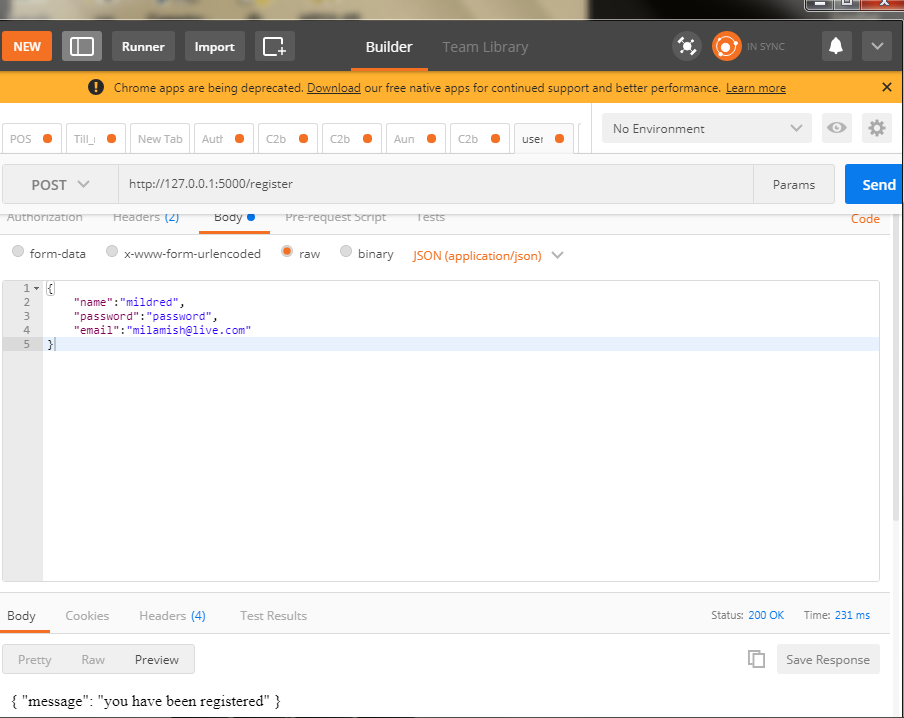 NEW Runner Import Builder Team Library IN SYNC
Chrome apps are being deprecated. Download our free native apps for continued support and better performance. Learn more
POS Till_ New Tab Auth C2b C2b Aun C2b user No Environment
POST http://127.0.0.1:5000/register Params Send
Authorization Headers (2) Body Pre-request Script Tests Code
form-data x-www-form-urlencoded raw binary JSON (application/json)
1 {
2 "name":"mildred",
3 "password":"password",
4 "email":"milamish@live.com"
5 }
Body Cookies Headers (4) Test Results Status: 200 OK Time: 231 ms
Pretty Raw Preview Save Response
{ "message": "you have been registered" }